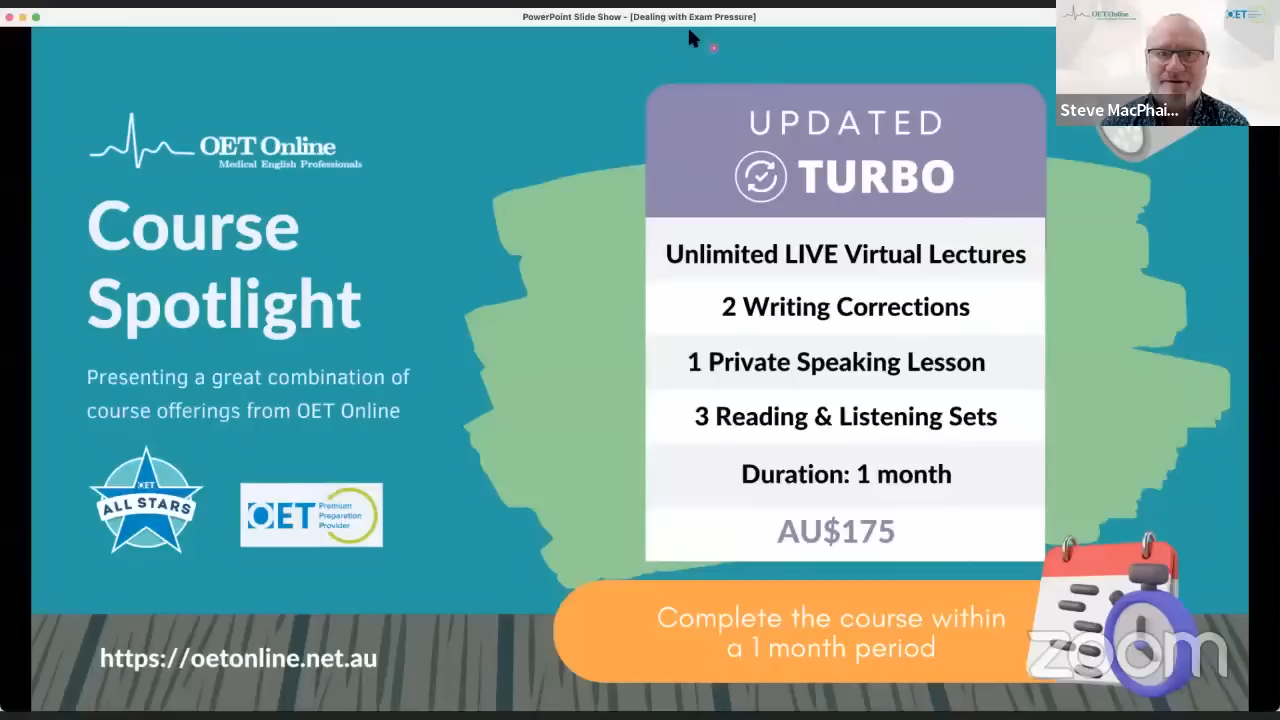 PowerPoint Slide Show - [Dealing with Exam Pressure]
OET Online
OET
Steve MacPhai...
OET Online
Medical English Professionals
Course
Spotlight
Presenting a great combination of
course offerings from OET Online
OET
ALL STARS
OET
Premium
Preparation
Provider
https://oetonline.net.au
UPDATED
TURBO
Unlimited LIVE Virtual Lectures
2 Writing Corrections
1 Private Speaking Lesson
3 Reading & Listening Sets
Duration: 1 month
AU$175
Complete the course within
a 1 month period
zoom